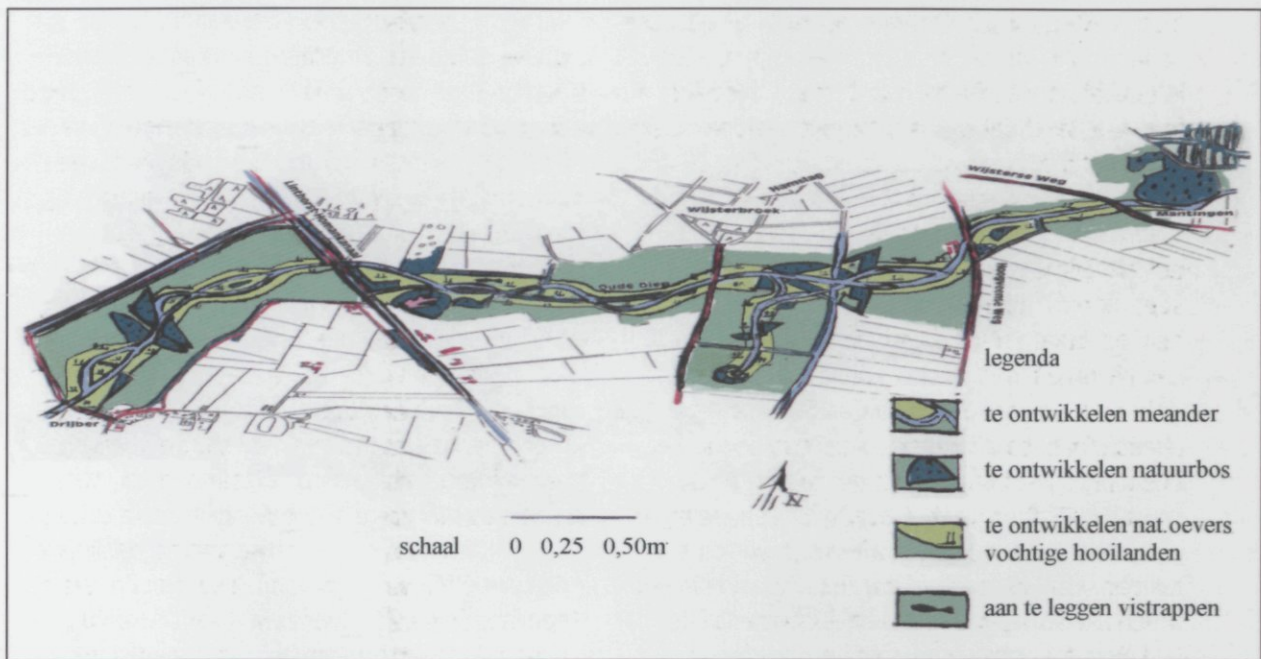 Wijsterse Weg
Mantingen
Wijsterbroek
Oude Diep
Drijber
legenda
te ontwikkelen meander
te ontwikkelen natuurbos
te ontwikkelen nat.oevers
vochtige hooilanden
aan te leggen vistrappen
N
schaal 0 0,25 0,50m